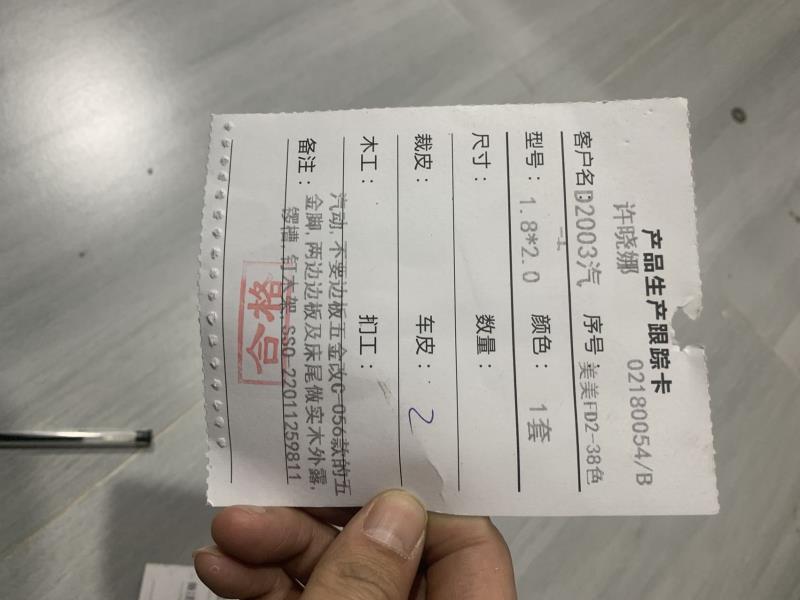 产品生产跟踪卡
许晓娜 02180054/B
客户名D2003汽 序号 美美FD2-38色
型号：1.8*2.0 颜色：1套
尺寸： 数量：
裁皮： 车皮： 2
木工： 扪工：
备注：汽动，不要边板五金改C-056款的五
金脚，两边边板及床尾做实木外露，
锣槽，钉木架，SSO-22011259811
合格